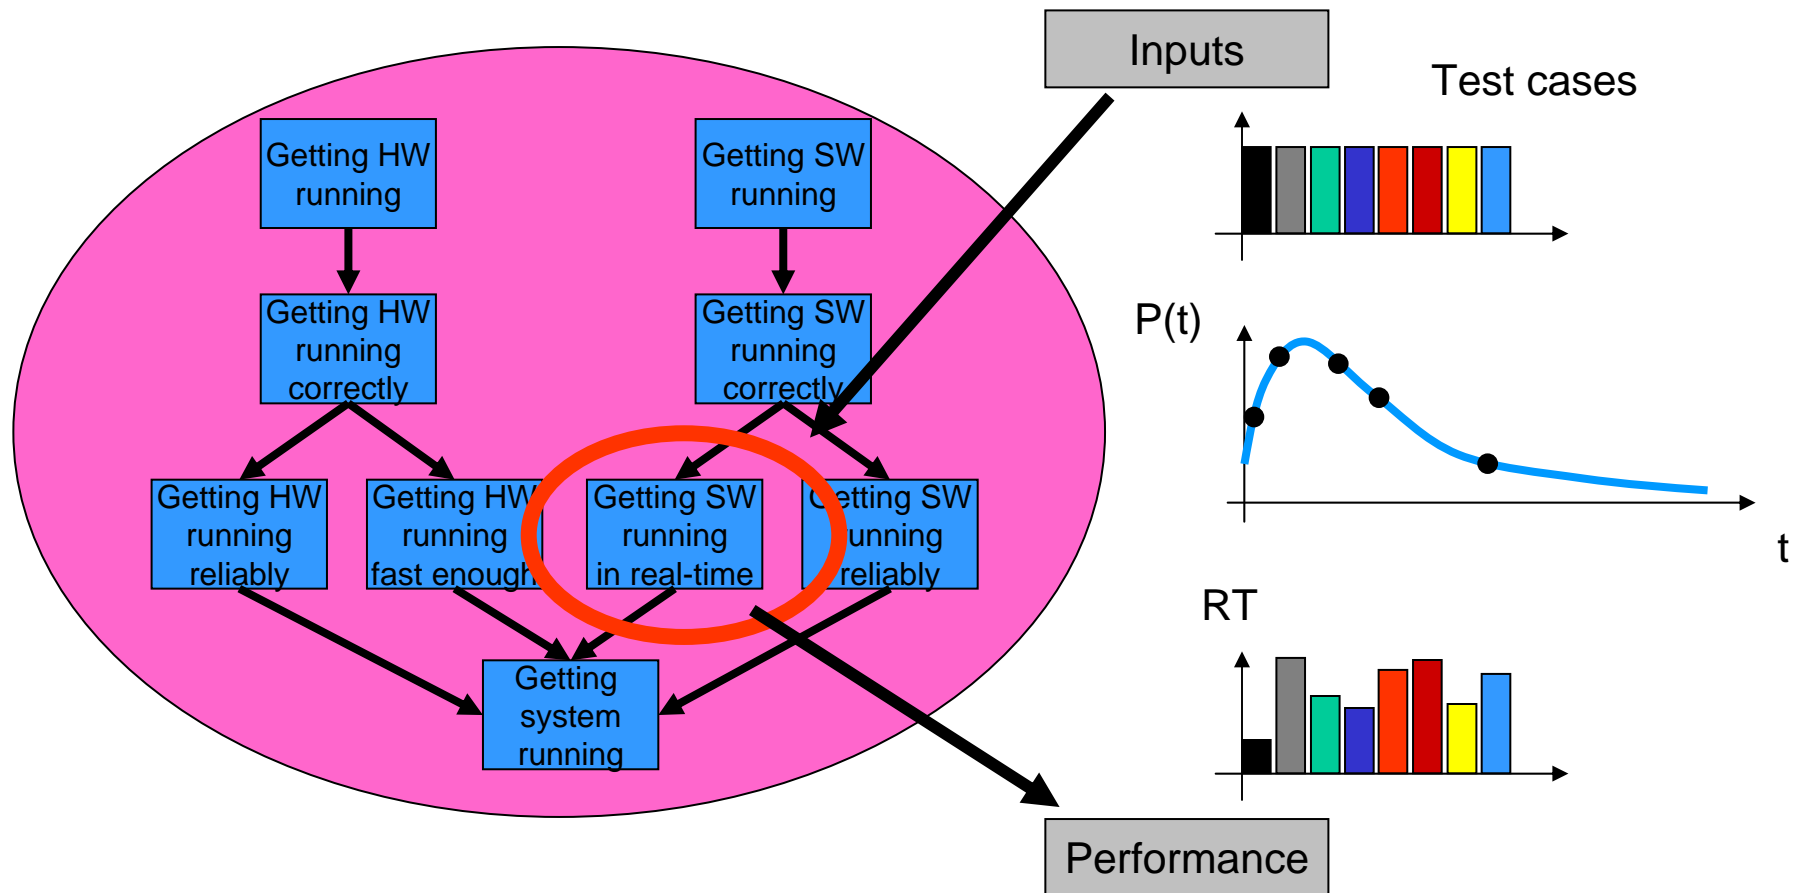 Inputs
Test cases
Getting HW
running
Getting SW
running
Getting HW
running
correctly
Getting SW
running
correctly
P(t)
t
Getting HW
running
reliably
Getting HW
running
fast enough
Getting SW
running
in real-time
Getting SW
running
reliably
RT
Getting
system
running
Performance